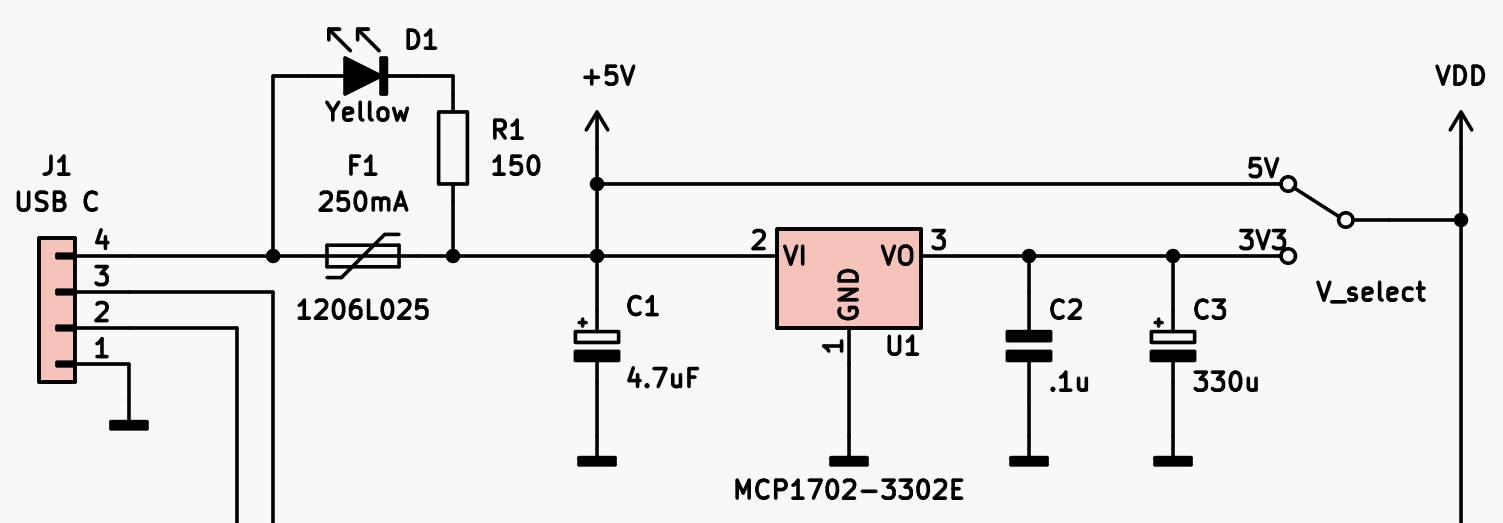 D1
+5V
VDD
Yellow
R1
150
J1
F1
USB C
250mA
5V
4
3
2
1
1206L025
2
VI
VO
3
GND
1
U1
3V3
V_select
C1
4.7uF
C2
.1u
C3
330u
MCP1702-3302E